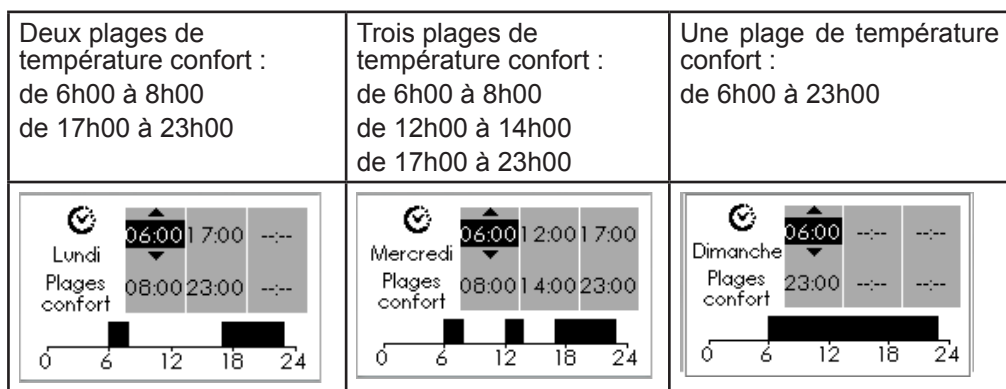 Deux plages de
température confort :
de 6h00 à 8h00
de 17h00 à 23h00
Trois plages de
température confort :
de 6h00 à 8h00
de 12h00 à 14h00
de 17h00 à 23h00
Une plage de température
confort :
de 6h00 à 23h00
06:00 17:00 --:--
Lundi
Plages
confort
08:00 23:00 --:--
0 6 12 18 24
06:00 12:00 17:00
Mercredi
Plages
confort
08:00 14:00 23:00
0 6 12 18 24
06:00 --:-- --:--
Dimanche
Plages
confort
23:00 --:-- --:--
0 6 12 18 24